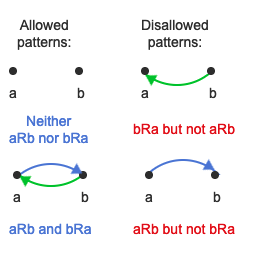 Allowed patterns:
Disallowed patterns:
a b
a b
Neither
aRb nor bRa
bRa but not aRb
a b
a b
aRb and bRa
aRb but not bRa